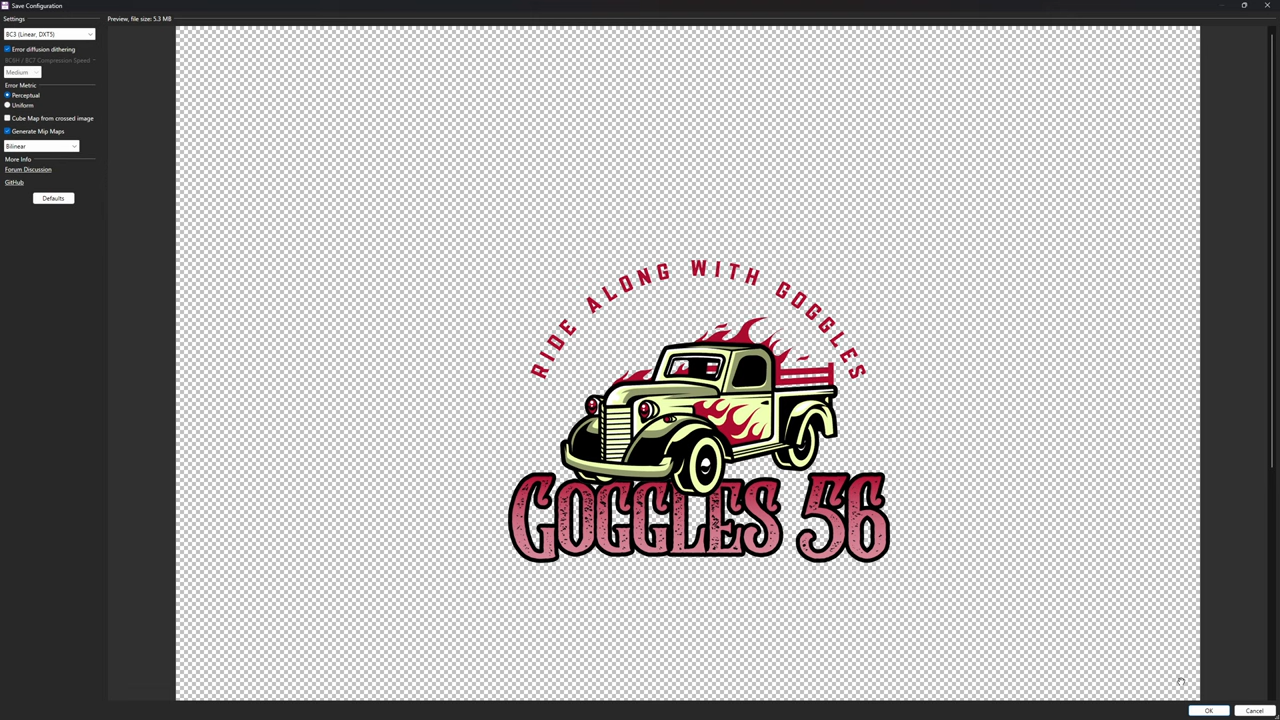 Save Configuration
Settings
Preview, file size: 5.3 MB
BC3 (Linear, DXT5)
Error diffusion dithering
BC6H / BC7 Compression Speed
Medium
Error Metric
Perceptual
Uniform
Cube Map from crossed image
Generate Mip Maps
Bilinear
More Info
Forum Discussion
GitHub
Defaults
RIDE ALONG WITH GOGGLES
GOGGLES 56
OK
Cancel